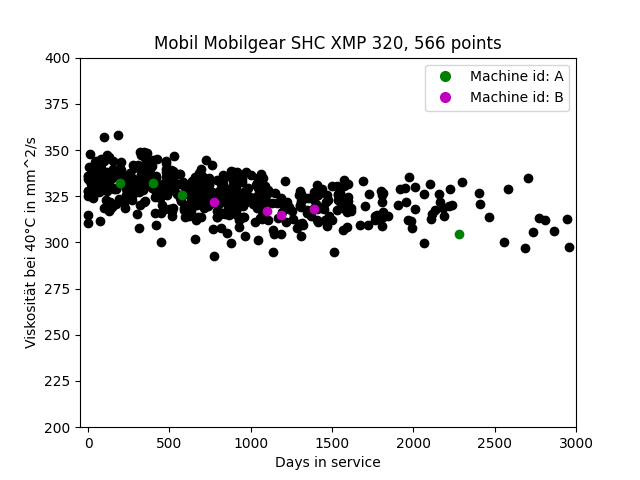 Mobil Mobilgear SHC XMP 320, 566 points
Machine id: A
Machine id: B
Viskosität bei 40°C in mm^2/s
400
375
350
325
300
275
250
225
200
0 500 1000 1500 2000 2500 3000
Days in service